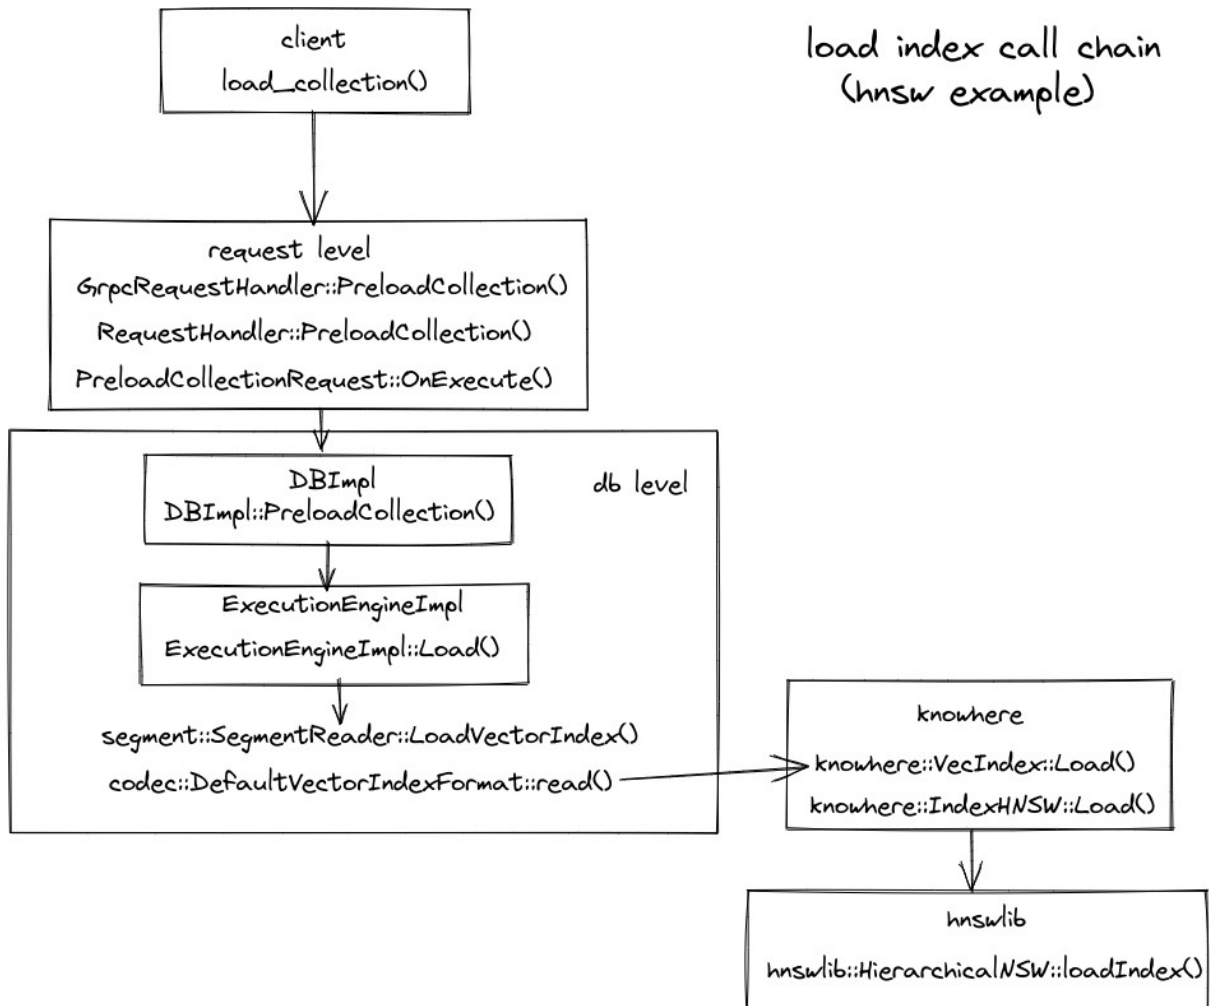 client
load_collection()
load index call chain
(hnsw example)
request level
GrpcRequestHandler::PreloadCollection()
RequestHandler::PreloadCollection()
PreloadCollectionRequest::OnExecute()
db level
DBImpl
DBImpl::PreloadCollection()
ExecutionEngineImpl
ExecutionEngineImpl::Load()
segment::SegmentReader::LoadVectorIndex()
codec::DefaultVectorIndexFormat::read()
knowhere
knowhere::VecIndex::Load()
knowhere::IndexHNSW::Load()
hnswlib
hnswlib::HierarchicalNSW::loadIndex()